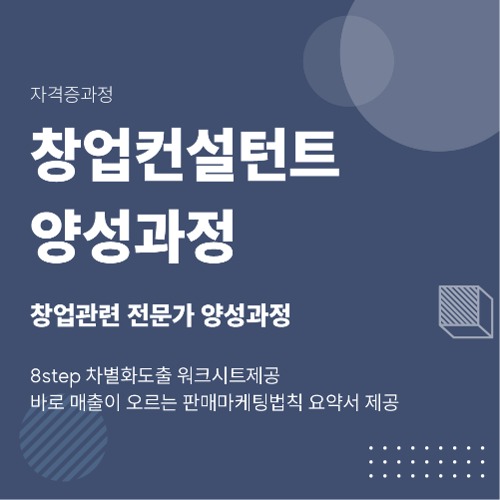 자격증과정
창업컨설턴트
양성과정
창업관련 전문가 양성과정
8step 차별화도출 워크시트제공
바로 매출이 오르는 판매마케팅법칙 요약서 제공